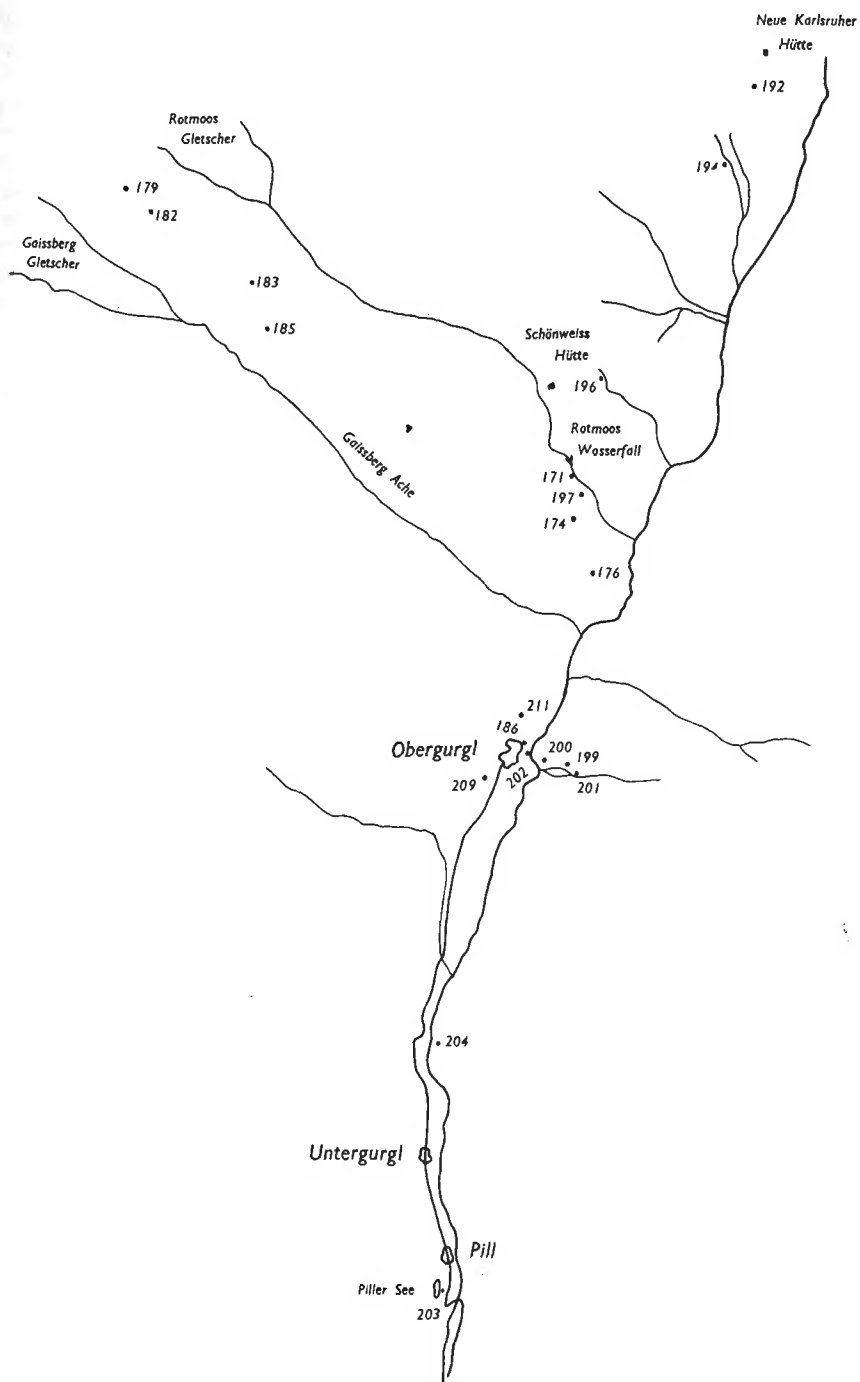 Neue Karlsruher
Hütte
192
Rotmoos
Gletscher
194
179
182
Gaissberg
Gletscher
183
185
Schönweiss
Hütte
196
Gaissberg Ache
Rotmoos
Wasserfall
171
197
174
176
211
186
Obergurgl
200
199
202
209
201
204
Untergurgl
Pill
Piller See
203